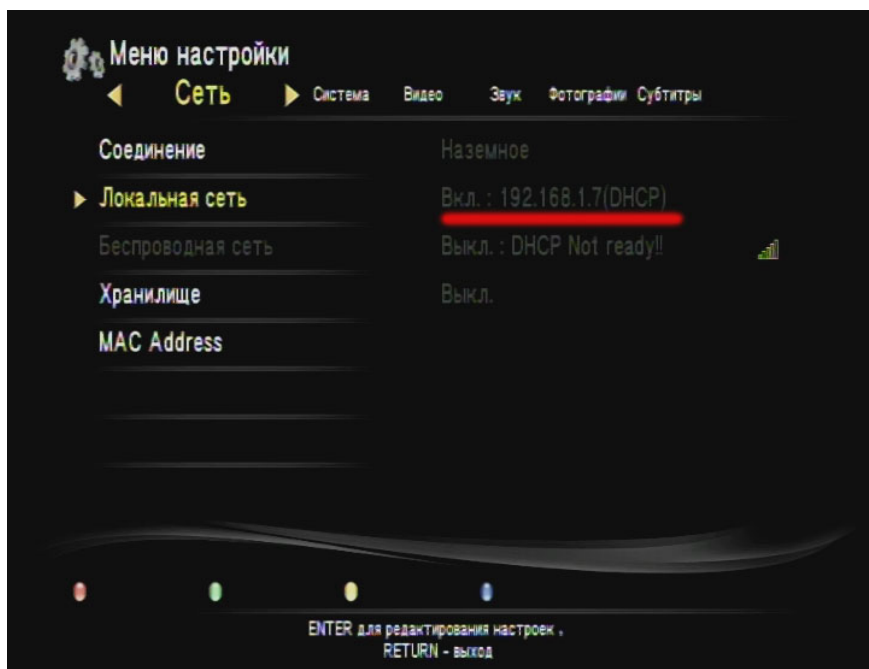 Меню настройки
Сеть Система Видео Звук Фотографии Субтитры
Соединение Наземное
Локальная сеть Вкл. : 192.168.1.7(DHCP)
Беспроводная сеть Выкл. : DHCP Not ready!!
Хранилище Выкл.
MAC Address
ENTER для редактирования настроек .
RETURN - выход